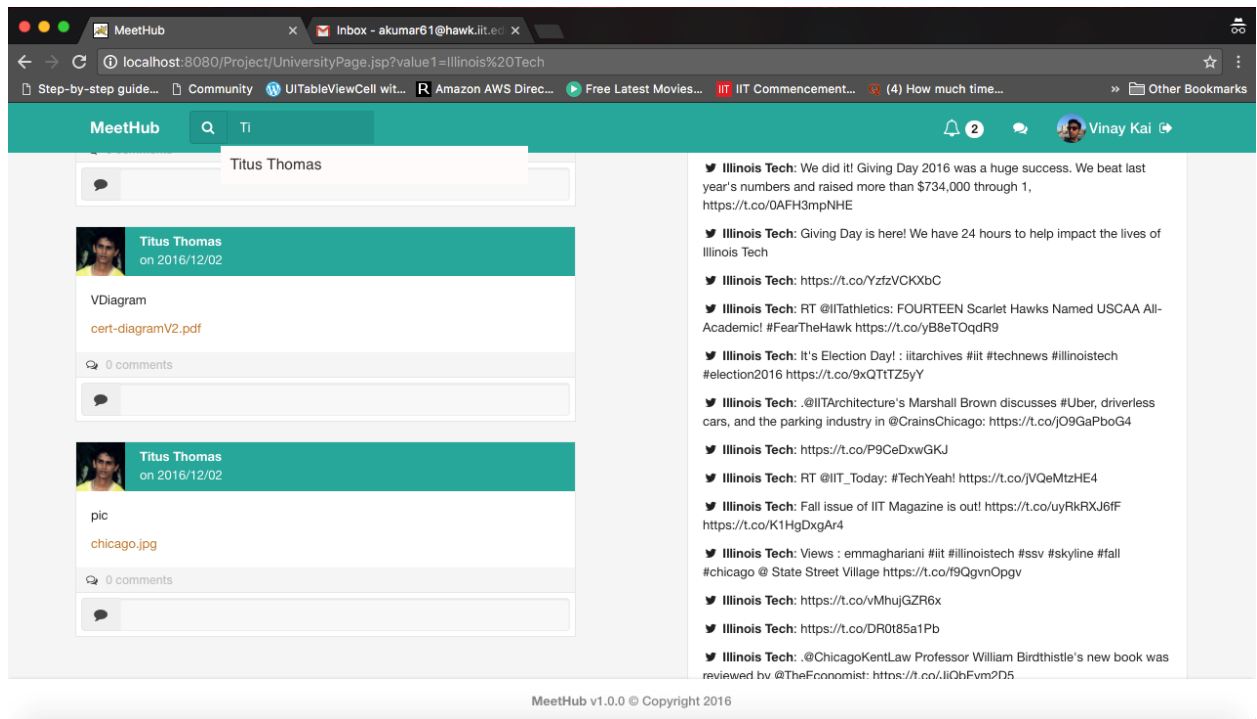 MeetHub
Inbox - akumar61@hawk.iit.ed
localhost:8080/Project/UniversityPage.jsp?value1=Illinois%20Tech
Step-by-step guide... Community UITableViewCell wit... Amazon AWS Direc... Free Latest Movies... IIT Commencement... (4) How much time... » Other Bookmarks
MeetHub Ti 2 Vinay Kai
Titus Thomas
Titus Thomas
on 2016/12/02
VDiagram
cert-diagramV2.pdf
0 comments
Titus Thomas
on 2016/12/02
pic
chicago.jpg
0 comments
Illinois Tech: We did it! Giving Day 2016 was a huge success. We beat last
year's numbers and raised more than $734,000 through 1,
https://t.co/0AFH3mpNHE
Illinois Tech: Giving Day is here! We have 24 hours to help impact the lives of
Illinois Tech
Illinois Tech: https://t.co/YzfzVCKXbC
Illinois Tech: RT @IITathletics: FOURTEEN Scarlet Hawks Named USCAA All-
Academic! #FearTheHawk https://t.co/yB8eTOqdR9
Illinois Tech: It's Election Day! : iitarchives #iit #technews #illinoistech
#election2016 https://t.co/9xQTtTZ5yY
Illinois Tech: .@IITArchitecture's Marshall Brown discusses #Uber, driverless
cars, and the parking industry in @CrainsChicago: https://t.co/jO9GaPboG4
Illinois Tech: https://t.co/P9CeDxwGKJ
Illinois Tech: RT @IIT_Today: #TechYeah! https://t.co/jVQeMtzHE4
Illinois Tech: Fall issue of IIT Magazine is out! https://t.co/uyRkRXJ6fF
https://t.co/K1HgDxgAr4
Illinois Tech: Views : emmaghariani #iit #illinoistech #ssv #skyline #fall
#chicago @ State Street Village https://t.co/f9QgvnOpgv
Illinois Tech: https://t.co/vMhujGZR6x
Illinois Tech: https://t.co/DR0t85a1Pb
Illinois Tech: .@ChicagoKentLaw Professor William Birdthistle's new book was
reviewed by @TheEconomist: https://t.co/JiQbEvm2D5
MeetHub v1.0.0 © Copyright 2016